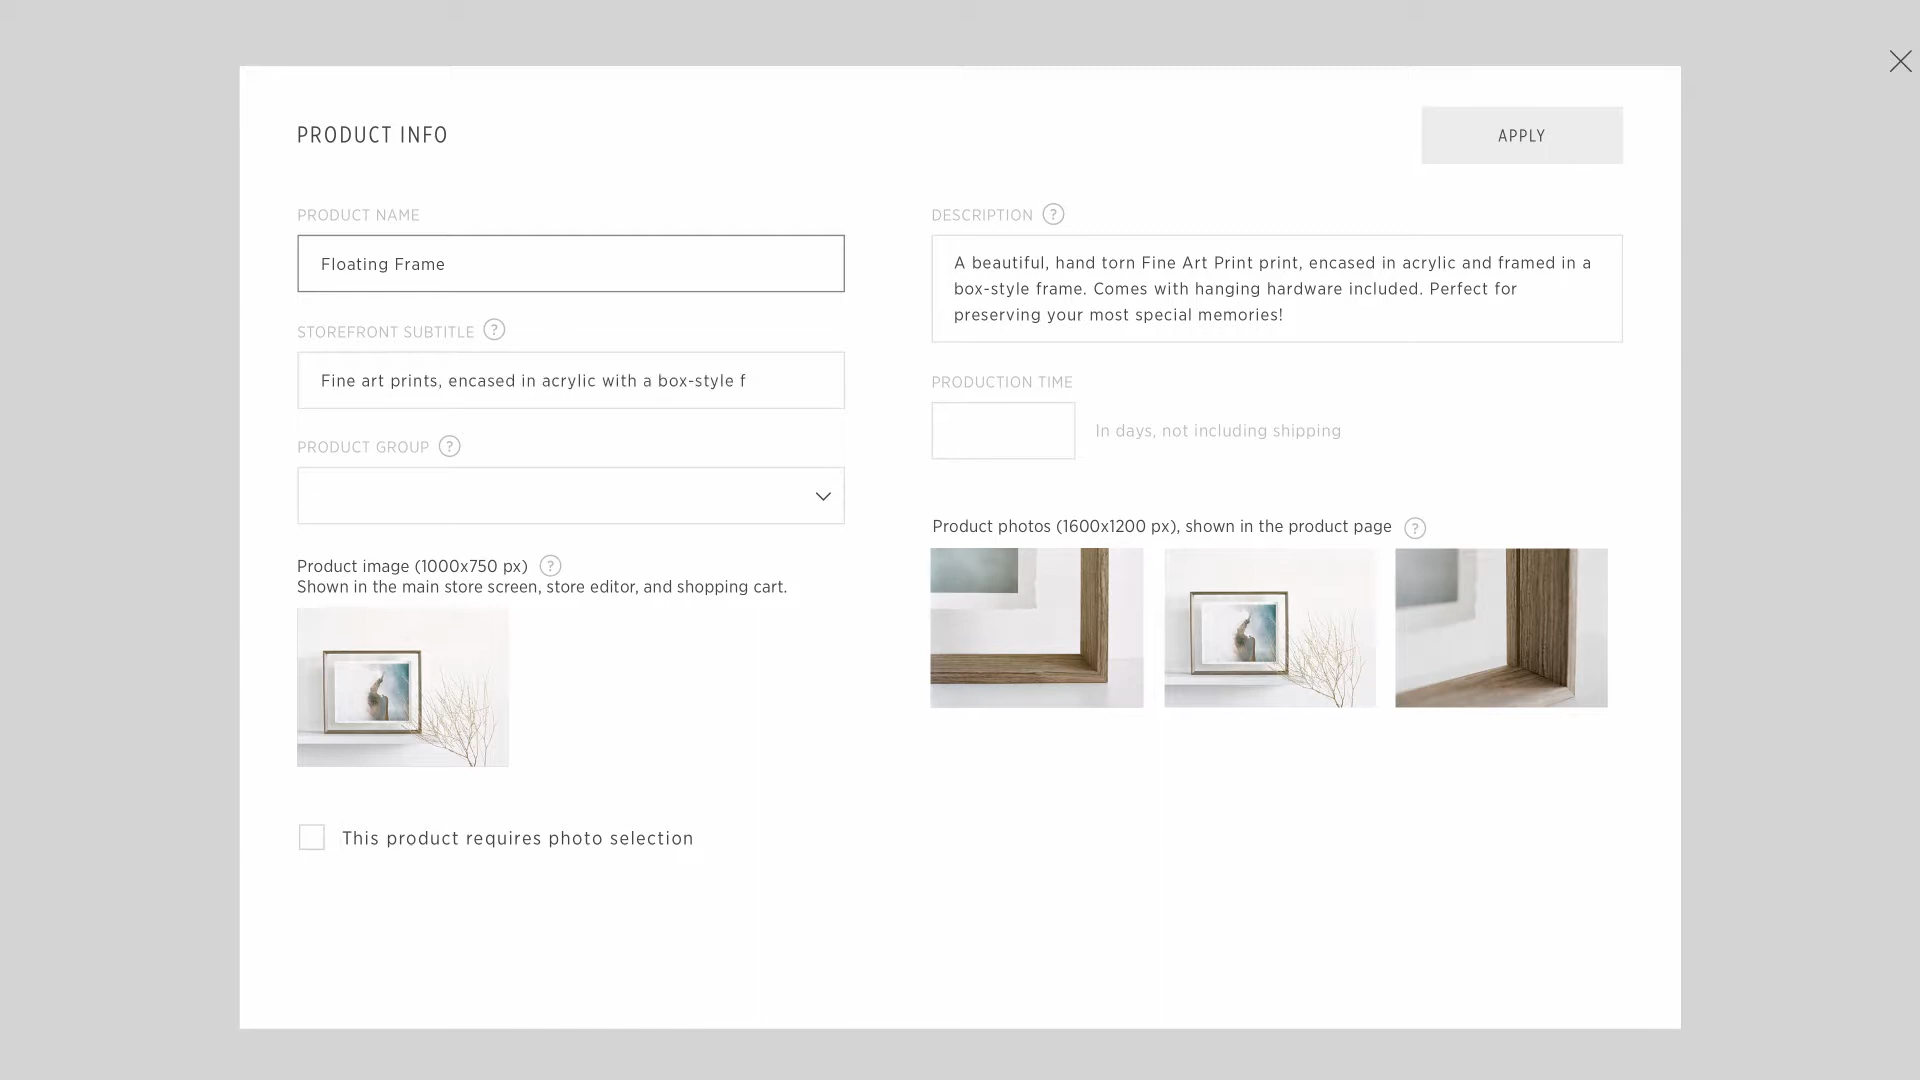 PRODUCT INFO
APPLY
PRODUCT NAME
Floating Frame
STOREFRONT SUBTITLE ?
Fine art prints, encased in acrylic with a box-style f
PRODUCT GROUP ?
Product image (1000x750 px) ?
Shown in the main store screen, store editor, and shopping cart.
This product requires photo selection
DESCRIPTION ?
A beautiful, hand torn Fine Art Print print, encased in acrylic and framed in a
box-style frame. Comes with hanging hardware included. Perfect for
preserving your most special memories!
PRODUCTION TIME
In days, not including shipping
Product photos (1600x1200 px), shown in the product page ?